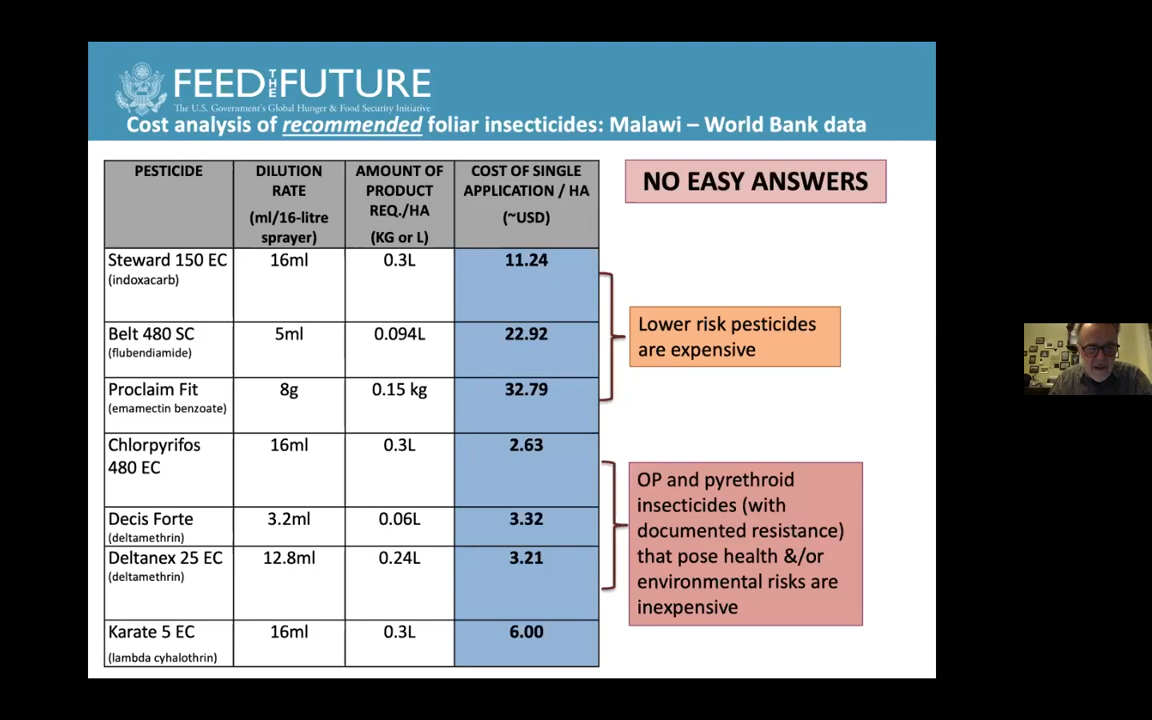 FEED THE FUTURE
The U.S. Government's Global Hunger & Food Security Initiative
Cost analysis of recommended foliar insecticides: Malawi – World Bank data
PESTICIDE
DILUTION
RATE
(ml/16-litre
sprayer)
AMOUNT OF
PRODUCT
REQ./HA
(KG or L)
COST OF SINGLE
APPLICATION / HA
(~USD)
Steward 150 EC
(indoxacarb)
16ml
0.3L
11.24
Belt 480 SC
(flubendiamide)
5ml
0.094L
22.92
Proclaim Fit
(emamectin benzoate)
8g
0.15 kg
32.79
Chlorpyrifos
480 EC
16ml
0.3L
2.63
Decis Forte
(deltamethrin)
3.2ml
0.06L
3.32
Deltanex 25 EC
(deltamethrin)
12.8ml
0.24L
3.21
Karate 5 EC
(lambda cyhalothrin)
16ml
0.3L
6.00
NO EASY ANSWERS
Lower risk pesticides
are expensive
OP and pyrethroid
insecticides (with
documented resistance)
that pose health &/or
environmental risks are
inexpensive